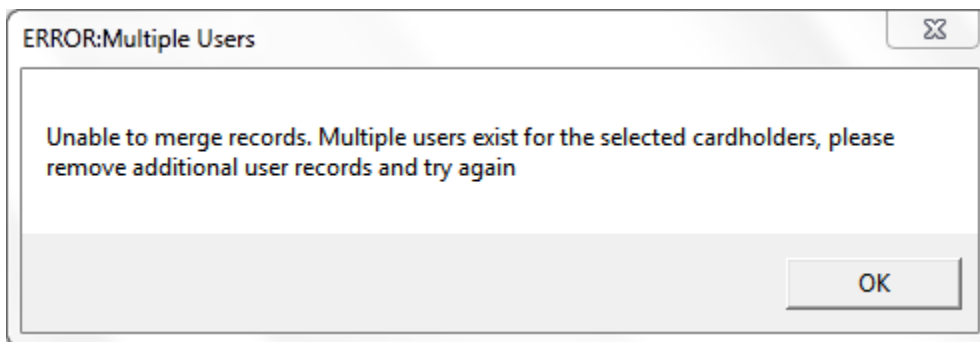 ERROR:Multiple Users
Unable to merge records. Multiple users exist for the selected cardholders, please
remove additional user records and try again
OK